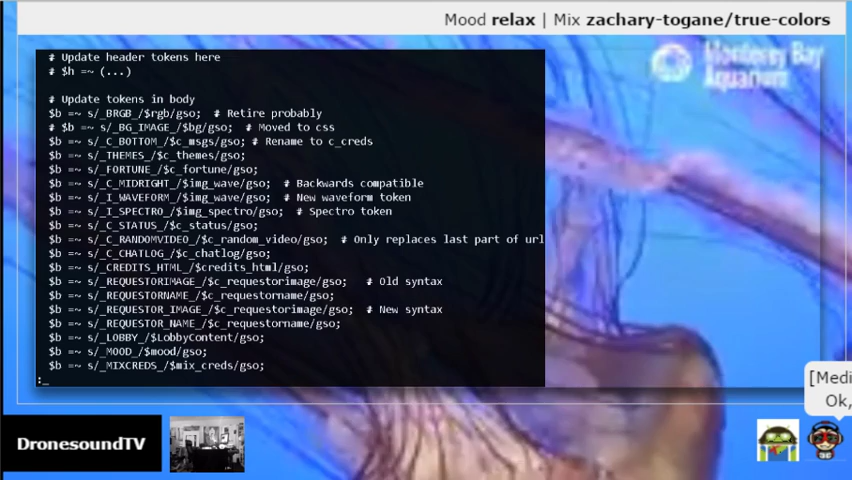 Mood relax | Mix zachary-togane/true-colors
Monterey Bay
Aquarium
# Update header tokens here
# $h =~ (...)
# Update tokens in body
$b =~ s/_BRGB_/$rgb/gso;  # Retire probably
# $b =~ s/_BG_IMAGE_/$bg/gso;  # Moved to css
$b =~ s/_C_BOTTOM_/$c_msgs/gso; # Rename to c_creds
$b =~ s/_THEMES_/$c_themes/gso;
$b =~ s/_FORTUNE_/$c_fortune/gso;
$b =~ s/_C_MIDRIGHT_/$img_wave/gso;  # Backwards compatible
$b =~ s/_I_WAVEFORM_/$img_wave/gso;  # New waveform token
$b =~ s/_I_SPECTRO_/$img_spectro/gso;  # Spectro token
$b =~ s/_C_STATUS_/$c_status/gso;
$b =~ s/_C_RANDOMVIDEO_/$c_random_video/gso;  # Only replaces last part of url
$b =~ s/_C_CHATLOG_/$c_chatlog/gso;
$b =~ s/_CREDITS_HTML_/$credits_html/gso;
$b =~ s/_REQUESTORIMAGE_/$c_requestorimage/gso;   # Old syntax
$b =~ s/_REQUESTORNAME_/$c_requestorname/gso;
$b =~ s/_REQUESTOR_IMAGE_/$c_requestorimage/gso;  # New syntax
$b =~ s/_REQUESTOR_NAME_/$c_requestorname/gso;
$b =~ s/_LOBBY_/$LobbyContent/gso;
$b =~ s/_MOOD_/$mood/gso;
$b =~ s/_MIXCREDS_/$mix_creds/gso;
:_
[Medi
Ok,
DronesoundTV